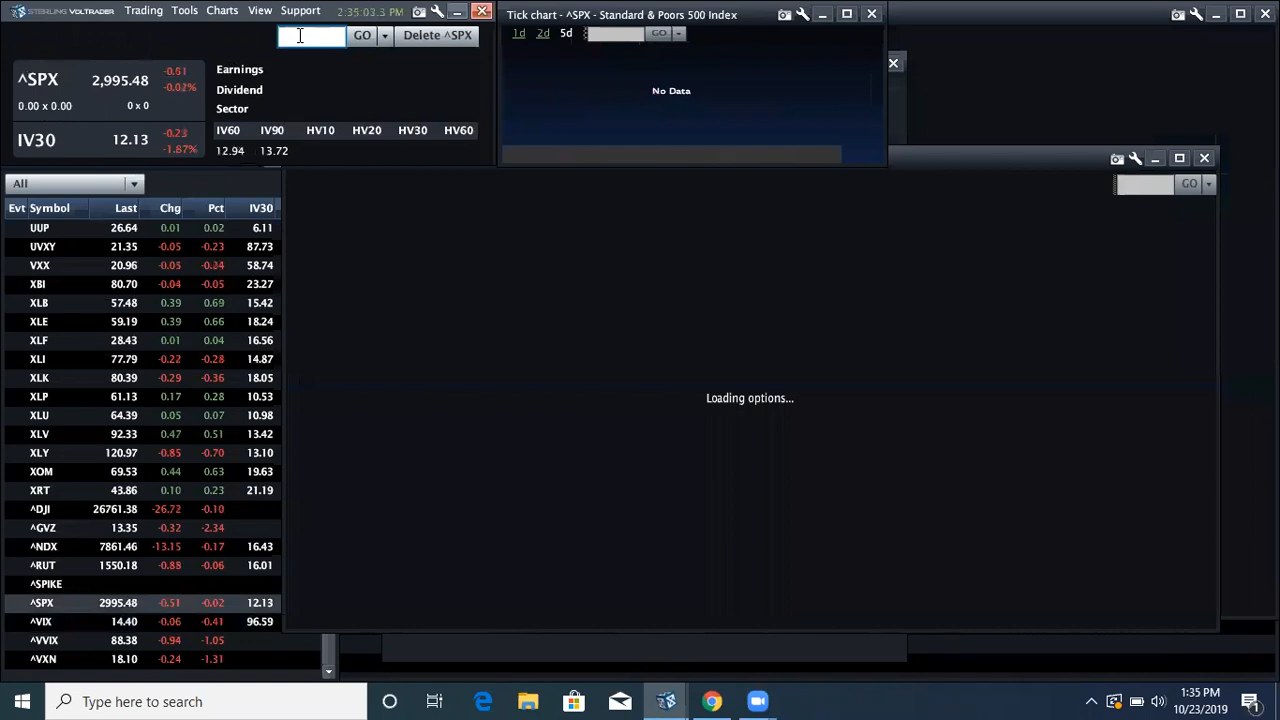 STERLING VOLTRADER Trading Tools Charts View Support 2:35:03.3 PM
GO Delete ^SPX
^SPX 2,995.48 -0.51 -0.02%
0.00 x 0.00 0 x 0
IV30 12.13 -0.23 -1.87%
Earnings
Dividend
Sector
IV60 IV90 HV10 HV20 HV30 HV60
12.94 13.72
Tick chart - ^SPX - Standard & Poors 500 Index
1d 2d 5d GO
No Data
GO
Loading options...
All
Evt Symbol Last Chg Pct IV30
UUP 26.64 0.01 0.02 6.11
UVXY 21.35 -0.05 -0.23 87.73
VXX 20.96 -0.05 -0.24 58.74
XBI 80.70 -0.04 -0.05 23.27
XLB 57.48 0.39 0.69 15.42
XLE 59.19 0.39 0.66 18.24
XLF 28.43 0.01 0.04 16.56
XLI 77.79 -0.22 -0.28 14.87
XLK 80.39 -0.29 -0.36 18.05
XLP 61.13 0.17 0.28 10.53
XLU 64.39 0.05 0.07 10.98
XLV 92.33 0.47 0.51 13.42
XLY 120.97 -0.85 -0.70 13.10
XOM 69.53 0.44 0.63 19.63
XRT 43.86 0.10 0.23 21.19
^DJI 26761.38 -26.72 -0.10
^GVZ 13.35 -0.32 -2.34
^NDX 7861.46 -13.15 -0.17 16.43
^RUT 1550.18 -0.88 -0.06 16.01
^SPIKE
^SPX 2995.48 -0.51 -0.02 12.13
^VIX 14.40 -0.06 -0.41 96.59
^VVIX 88.38 -0.94 -1.05
^VXN 18.10 -0.24 -1.31
Type here to search
1:35 PM
10/23/2019
1